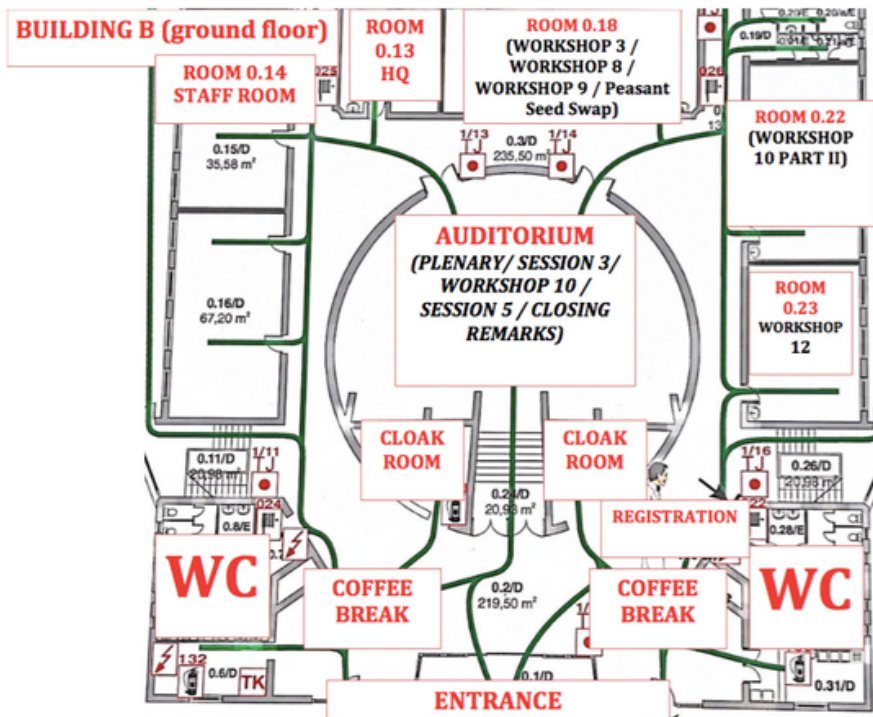 BUILDING B (ground floor)
ROOM
0.13
HQ
ROOM 0.18
(WORKSHOP 3 /
WORKSHOP 8 /
WORKSHOP 9 / Peasant
Seed Swap)
0.19/D
ROOM 0.14
STAFF ROOM
025
026
ROOM 0.22
(WORKSHOP
10 PART II)
1/13
J
0.3/D
235,50 m²
1/14
J
13
0.15/D
35,58 m²
AUDITORIUM
(PLENARY/ SESSION 3/
WORKSHOP 10 /
SESSION 5 / CLOSING
REMARKS)
0.16/D
67,20 m²
ROOM
0.23
WORKSHOP
12
CLOAK
ROOM
CLOAK
ROOM
1/11
J
0.11/D
20,98 m²
1/16
J
0.26/D
20,98 m²
0.24/D
20,93 m²
024
0.8/E
REGISTRATION
22
0.28/E
WC
WC
COFFEE
BREAK
COFFEE
BREAK
0.2/D
219,50 m²
132
0.6/D
TK
0.1/D
0.31/D
ENTRANCE